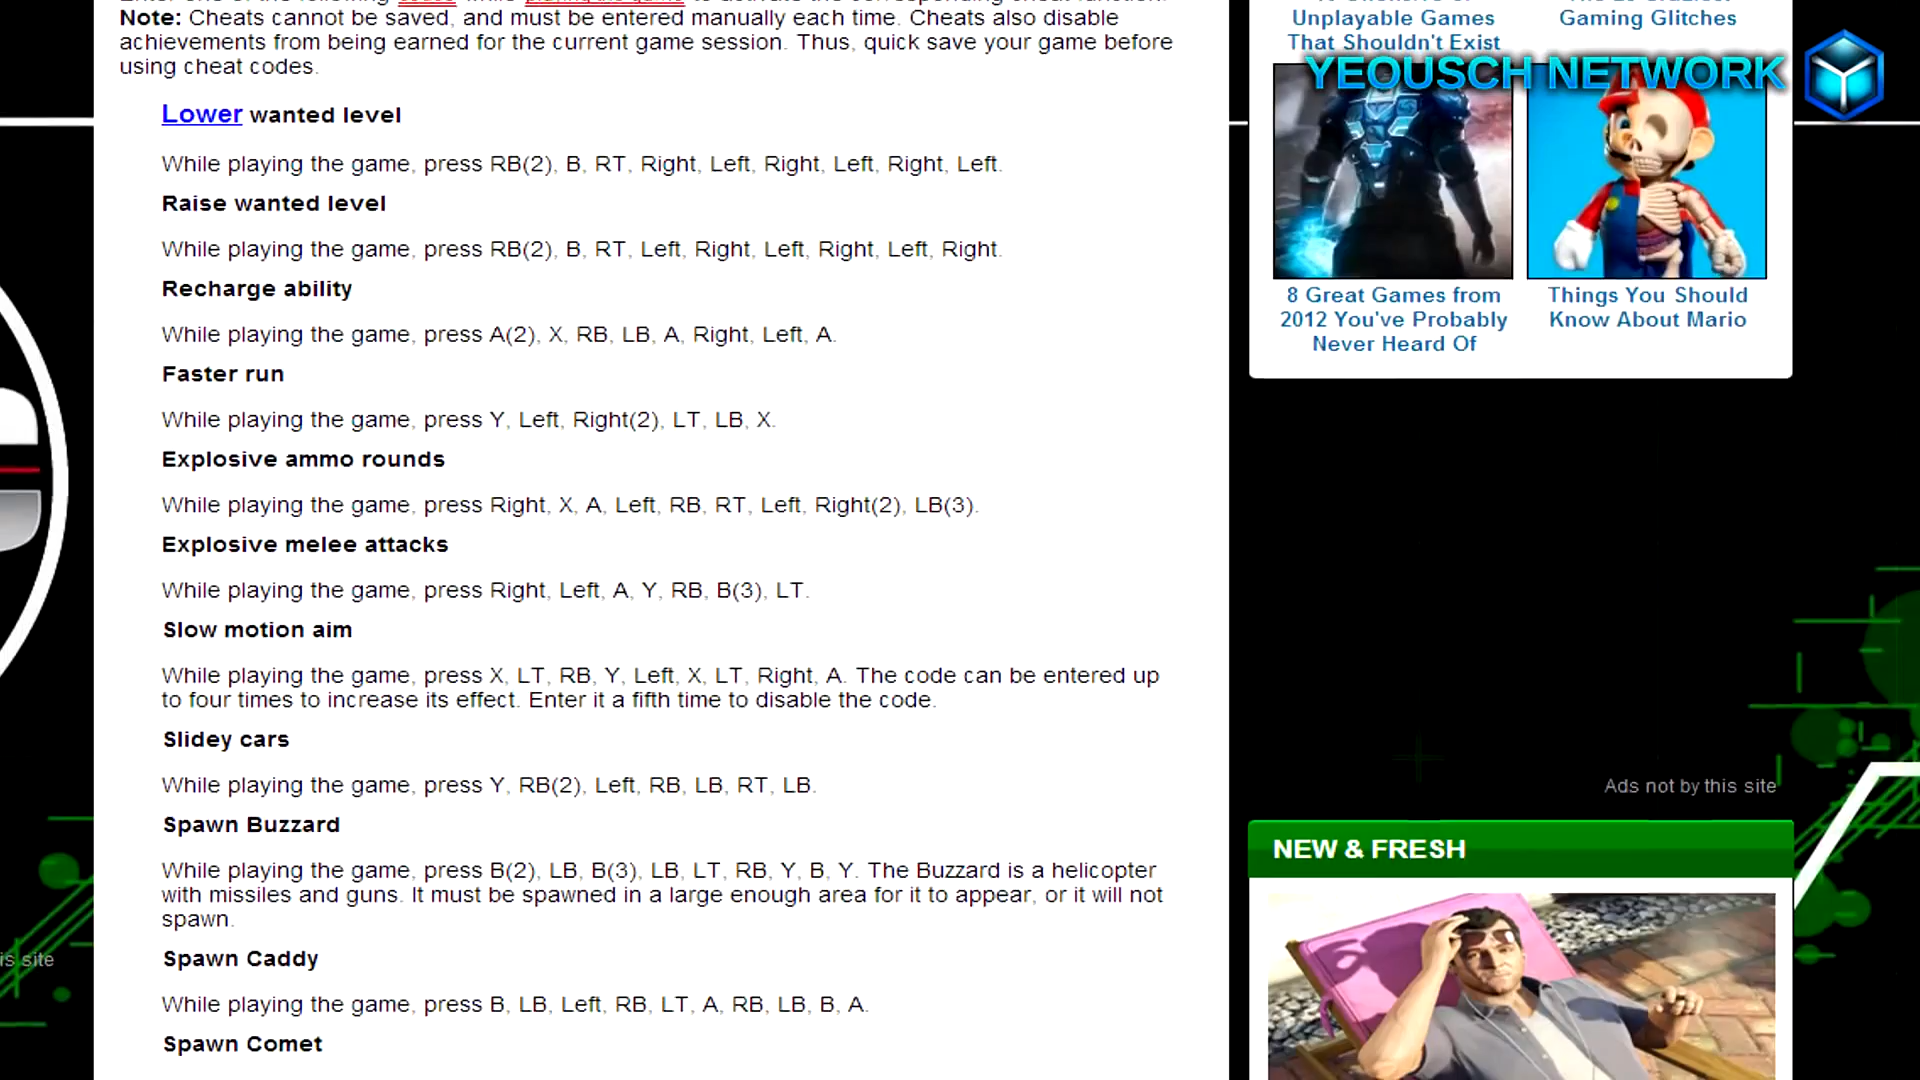 Note: Cheats cannot be saved, and must be entered manually each time. Cheats also disable
achievements from being earned for the current game session. Thus, quick save your game before
using cheat codes.
Lower wanted level
While playing the game, press RB(2), B, RT, Right, Left, Right, Left, Right, Left.
Raise wanted level
While playing the game, press RB(2), B, RT, Left, Right, Left, Right, Left, Right.
Recharge ability
While playing the game, press A(2), X, RB, LB, A, Right, Left, A.
Faster run
While playing the game, press Y, Left, Right(2), LT, LB, X.
Explosive ammo rounds
While playing the game, press Right, X, A, Left, RB, RT, Left, Right(2), LB(3).
Explosive melee attacks
While playing the game, press Right, Left, A, Y, RB, B(3), LT.
Slow motion aim
While playing the game, press X, LT, RB, Y, Left, X, LT, Right, A. The code can be entered up
to four times to increase its effect. Enter it a fifth time to disable the code.
Slidey cars
While playing the game, press Y, RB(2), Left, RB, LB, RT, LB.
Spawn Buzzard
While playing the game, press B(2), LB, B(3), LB, LT, RB, Y, B, Y. The Buzzard is a helicopter
with missiles and guns. It must be spawned in a large enough area for it to appear, or it will not
spawn.
Spawn Caddy
While playing the game, press B, LB, Left, RB, LT, A, RB, LB, B, A.
Spawn Comet
Unplayable Games
That Shouldn't Exist
Gaming Glitches
YEOUSCH NETWORK
8 Great Games from
2012 You've Probably
Never Heard Of
Things You Should
Know About Mario
Ads not by this site
NEW & FRESH
site